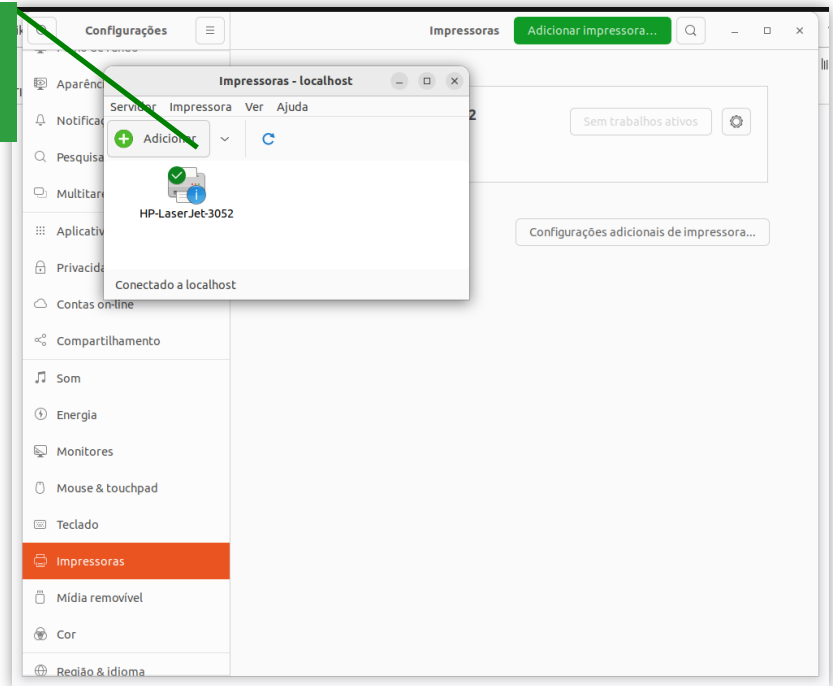 Configurações
Impressoras
Adicionar impressora...
Aparênc
Notificaç
Pesquisa
Multitare
Aplicativ
Privacida
Contas on-line
Compartilhamento
Som
Energia
Monitores
Mouse & touchpad
Teclado
Impressoras
Mídia removível
Cor
Região & idioma
Impressoras - localhost
Servidor Impressora Ver Ajuda
Adicionar
HP-LaserJet-3052
Conectado a localhost
2
Sem trabalhos ativos
Configurações adicionais de impressora...